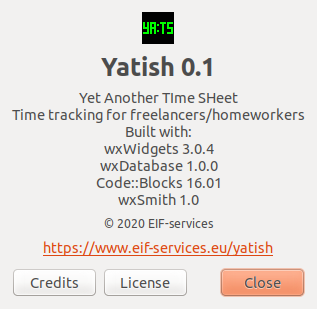 YA:TS
Yatish 0.1
Yet Another TIme SHeet
Time tracking for freelancers/homeworkers
Built with:
wxWidgets 3.0.4
wxDatabase 1.0.0
Code::Blocks 16.01
wxSmith 1.0
© 2020 EIF-services
https://www.eif-services.eu/yatish
Credits License Close